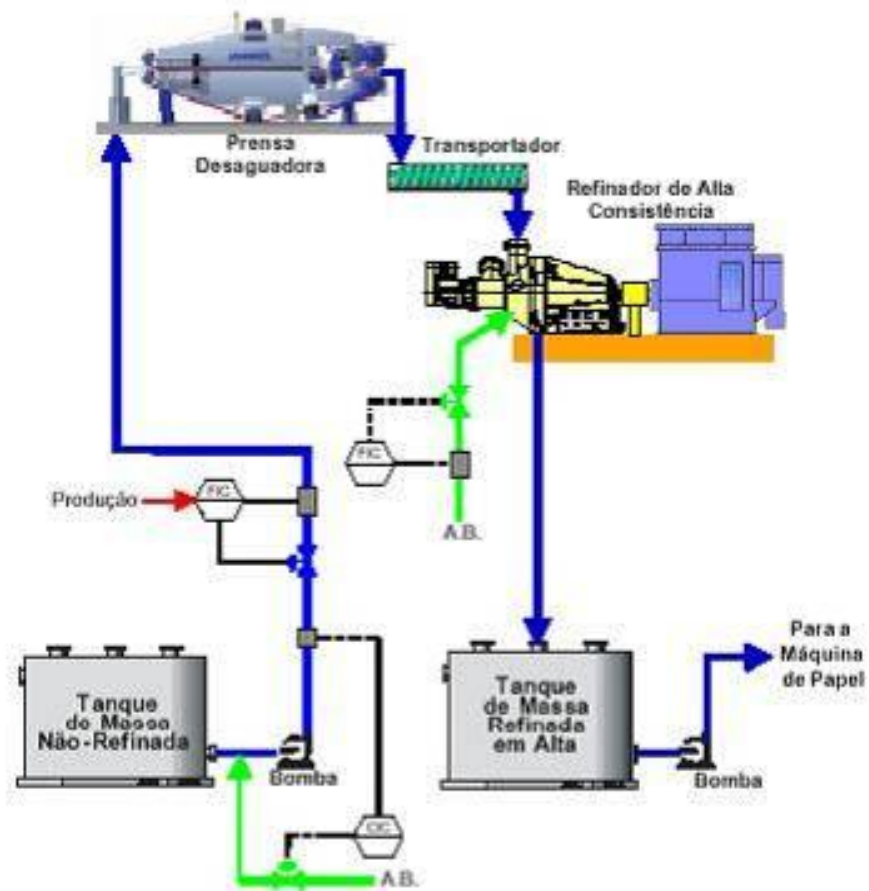 Prensa
Desaguadora
Transportador
Refinador de Alta
Consistência
FIC
A.B.
Produção
FIC
Tanque
de Massa
Não-Refinada
Bomba
CIC
A.B.
Tanque
de Massa
Refinada
em Alta
Bomba
Para a
Máquina
de Papel